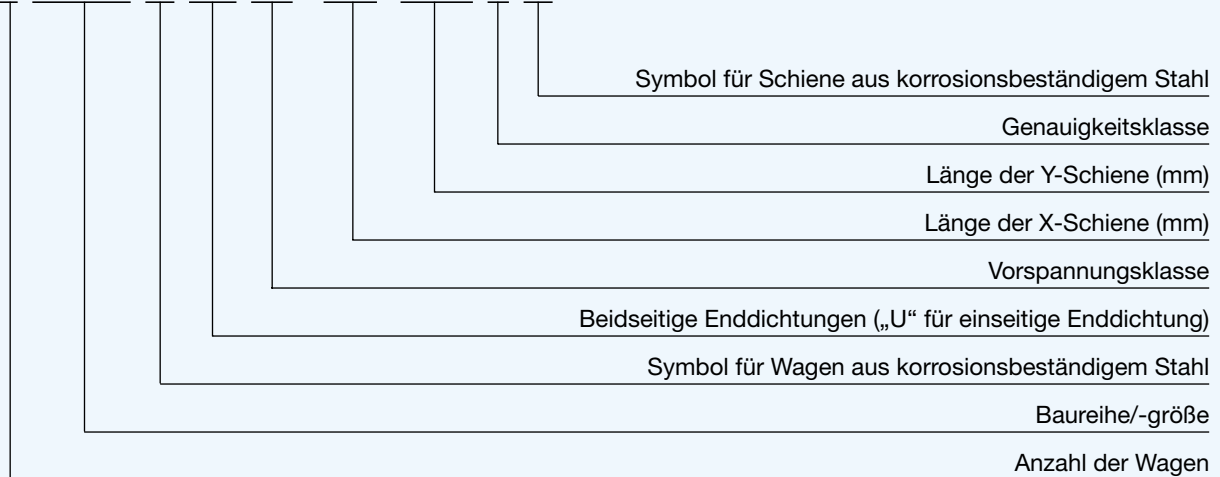 Symbol für Schiene aus korrosionsbeständigem Stahl
Genauigkeitsklasse
Länge der Y-Schiene (mm)
Länge der X-Schiene (mm)
Vorspannungsklasse
Beidseitige Enddichtungen („U“ für einseitige Enddichtung)
Symbol für Wagen aus korrosionsbeständigem Stahl
Baureihe/-größe
Anzahl der Wagen